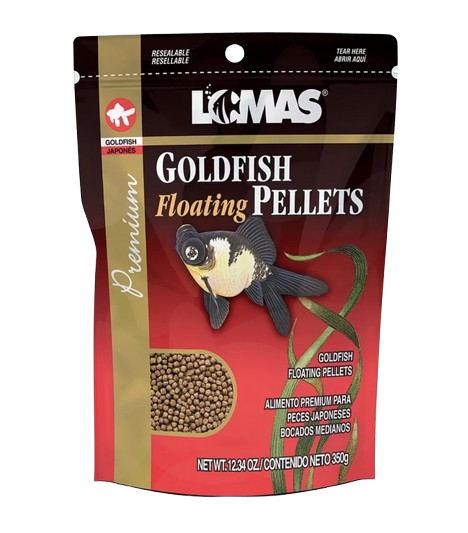 RESEALABLE
RESELLABLE
TEAR HERE
ABRIR AQUÍ
LOMAS®
GOLDFISH
JAPONÉS
Premium
GOLDFISH
Floating PELLETS
GOLDFISH
FLOATING PELLETS
ALIMENTO PREMIUM PARA
PECES JAPONESES
BOCADOS MEDIANOS
NET WT. 12.34 OZ./CONTENIDO NETO 350g